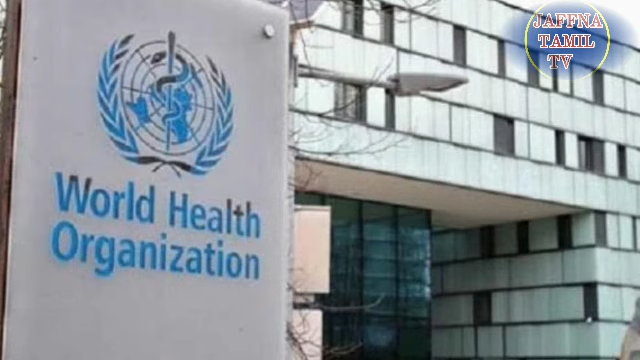 World Health
Organization
JAFFNA
TAMIL
TV